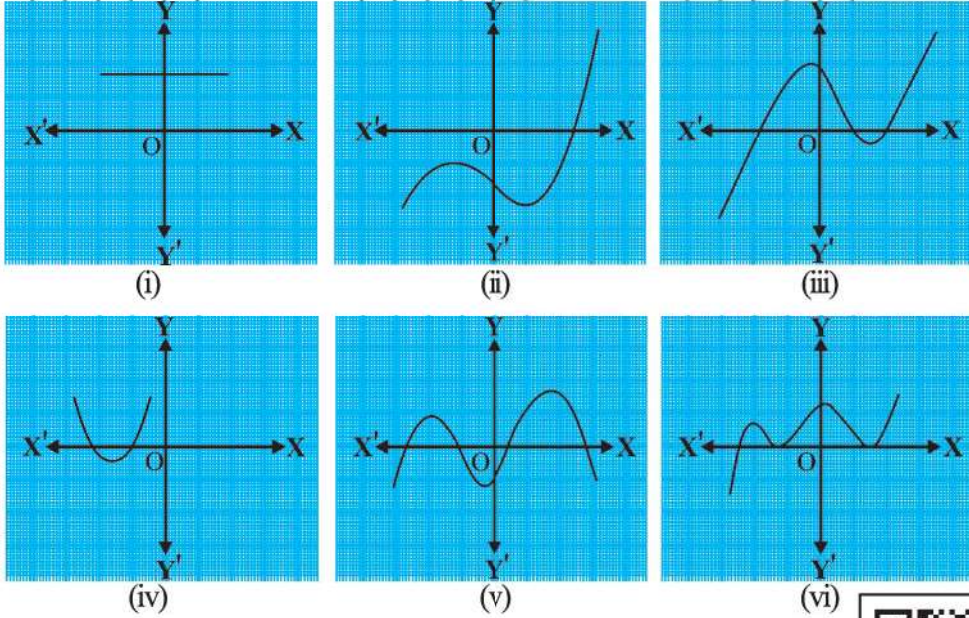 Y Y Y
X' O X X' O X X' O X
Y' Y' Y'
(i) (ii) (iii)
Y Y Y
X' O X X' O X X' O X
Y' Y' Y'
(iv) (v) (vi)